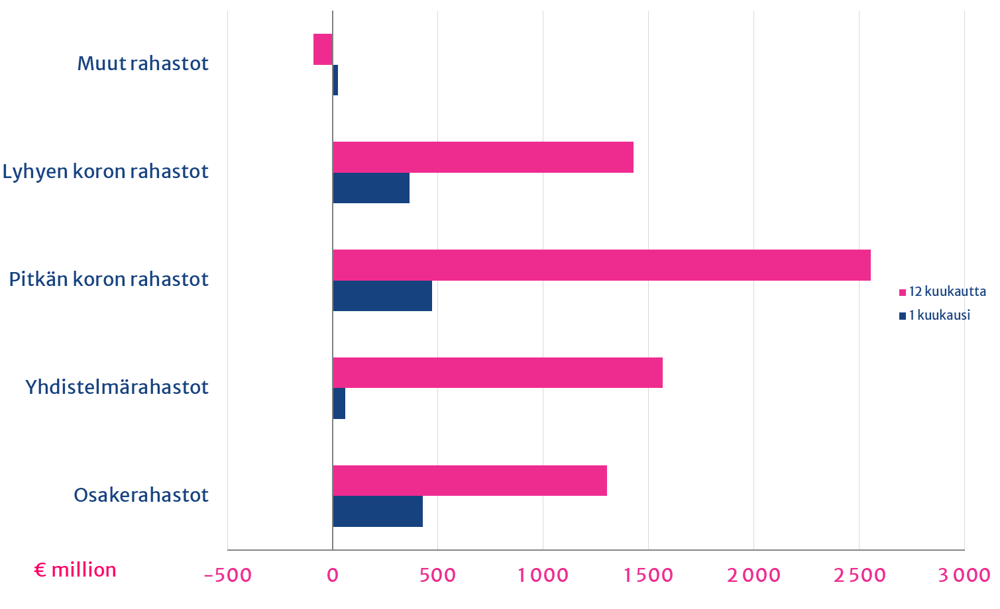 Muut rahastot
Lyhyen koron rahastot
Pitkän koron rahastot
12 kuukautta
1 kuukausi
Yhdistelmärahastot
Osakerahastot
€ million
-500 0 500 1 000 1 500 2 000 2 500 3 000